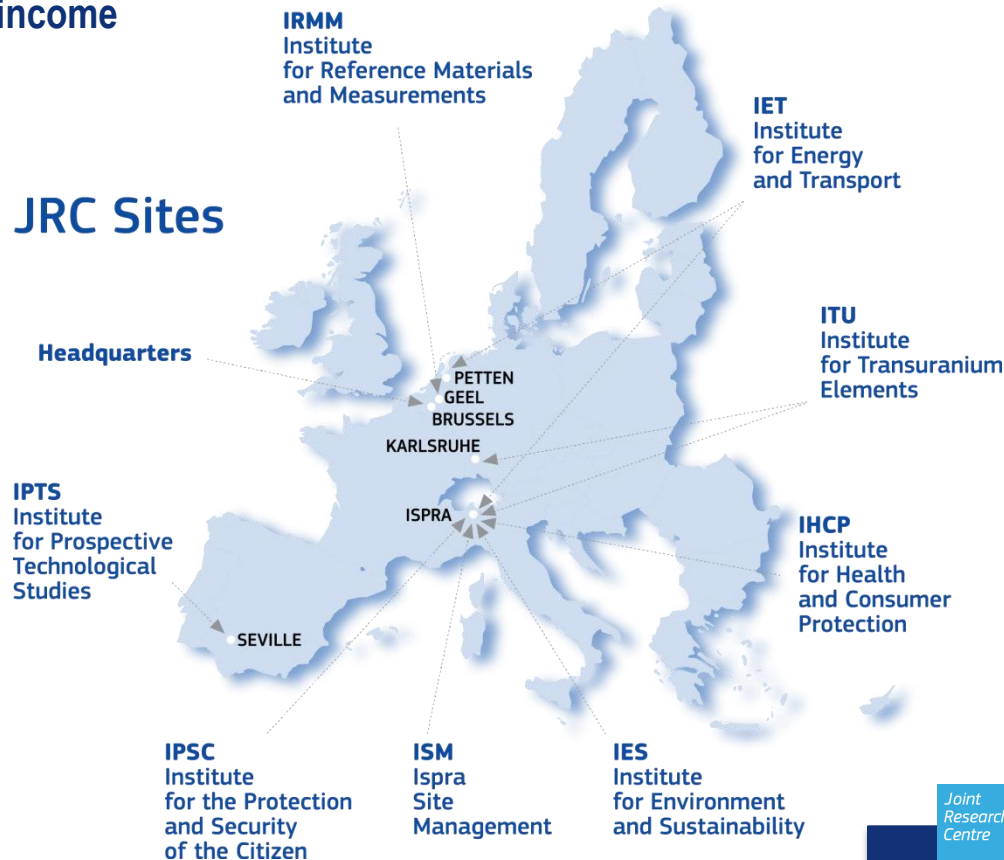 income
IRMM
Institute
for Reference Materials
and Measurements
IET
Institute
for Energy
and Transport
JRC Sites
ITU
Institute
for Transuranium
Elements
Headquarters
PETTEN
GEEL
BRUSSELS
KARLSRUHE
IPTS
Institute
for Prospective
Technological
Studies
ISPRA
IHCP
Institute
for Health
and Consumer
Protection
SEVILLE
IPSC
Institute
for the Protection
and Security
of the Citizen
ISM
Ispra
Site
Management
IES
Institute
for Environment
and Sustainability
Joint
Research
Centre